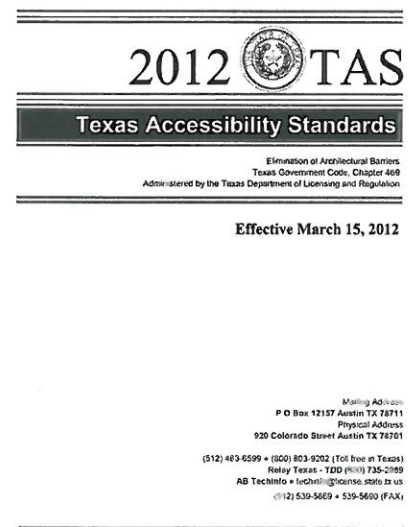 2012 TAS
Texas Accessibility Standards
Elimination of Architectural Barriers
Texas Government Code, Chapter 469
Administered by the Texas Department of Licensing and Regulation
Effective March 15, 2012
Mailing Address
P O Box 12157 Austin TX 78711
Physical Address
920 Colorado Street Austin TX 78701
(512) 463-6599 • (800) 803-9202 (Toll free in Texas)
Relay Texas - TDD 735-2989
AB TechInfo •
539-5690 (FAX)